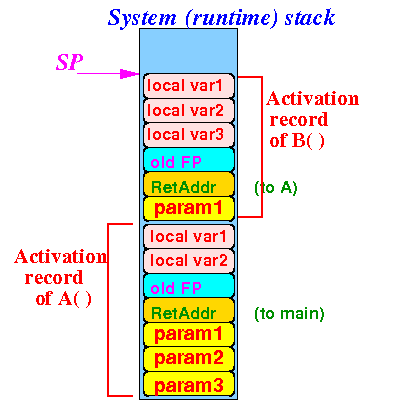 System (runtime) stack
SP
local var1
local var2
local var3
old FP
RetAddr (to A)
param1
Activation
record
of B( )
local var1
local var2
old FP
RetAddr (to main)
param1
param2
param3
Activation
record
of A( )